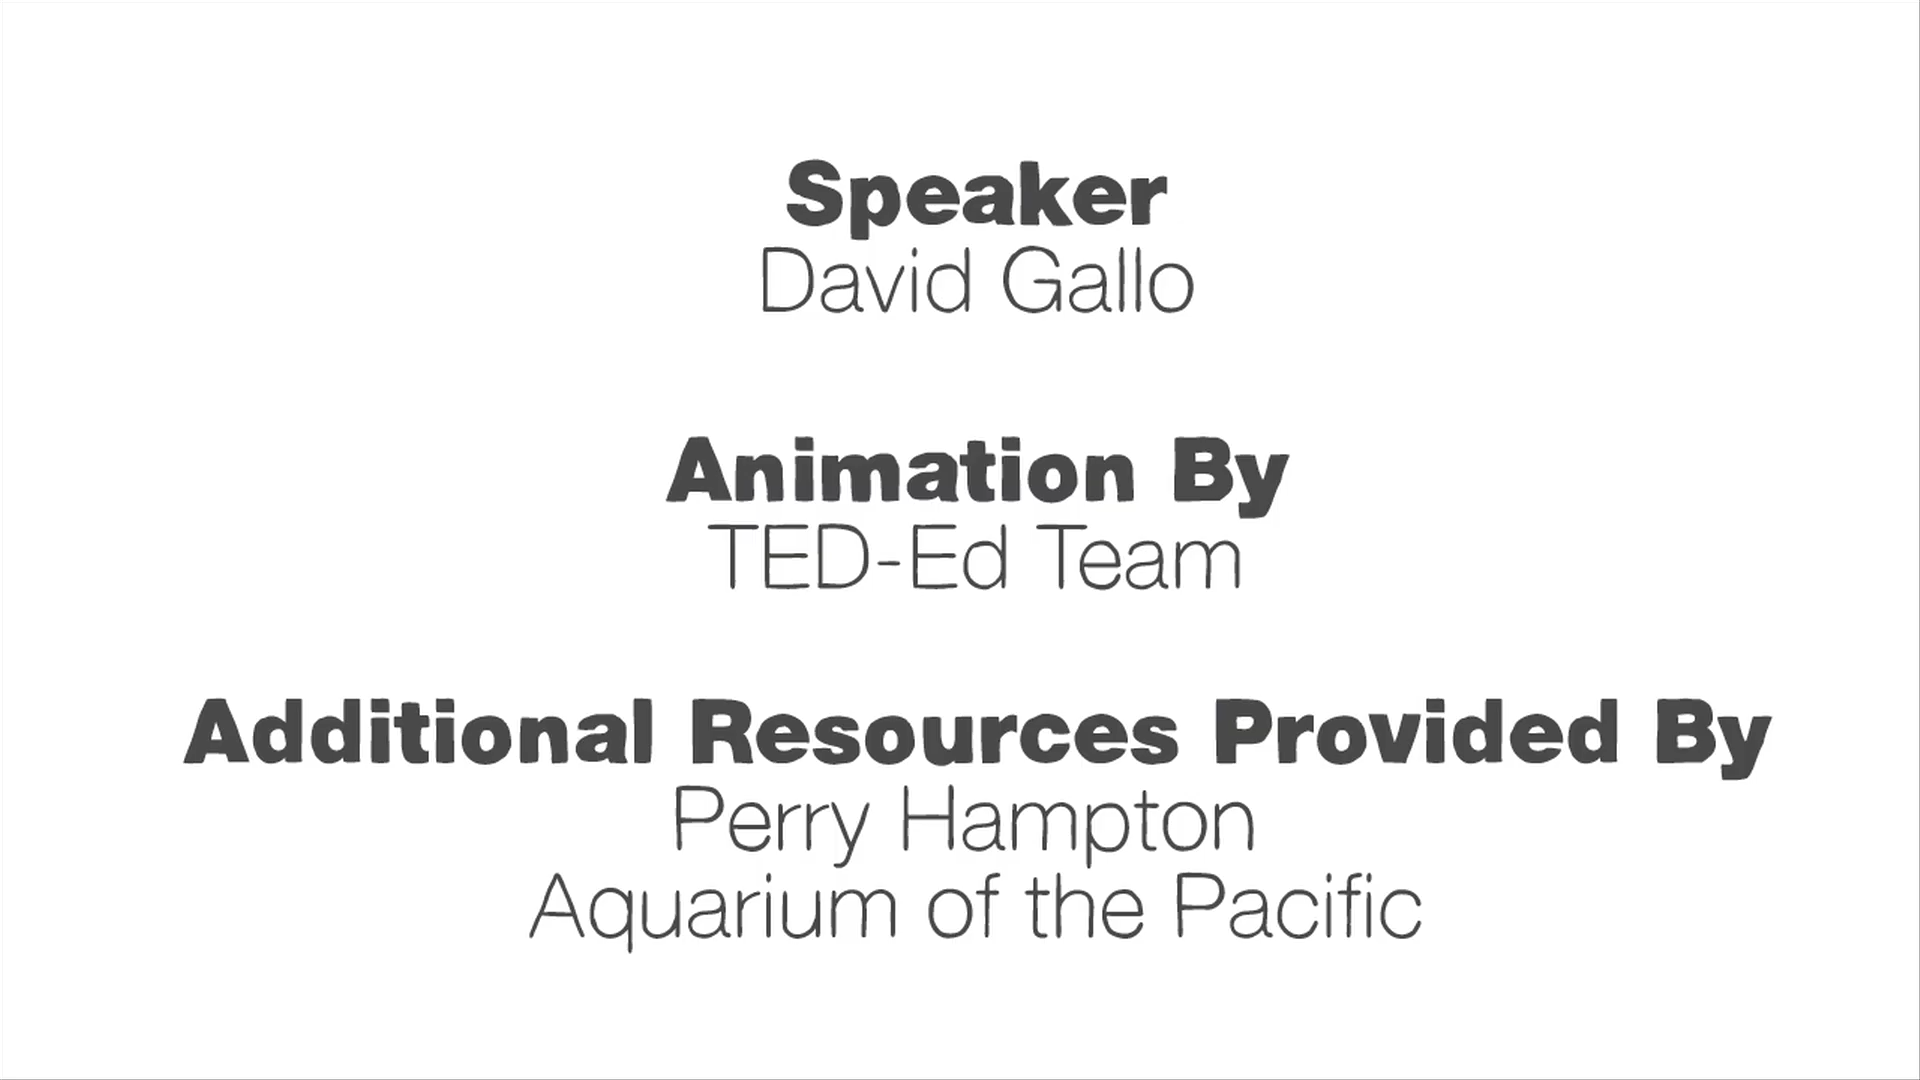 Speaker
David Gallo
Animation By
TED-Ed Team
Additional Resources Provided By
Perry Hampton
Aquarium of the Pacific